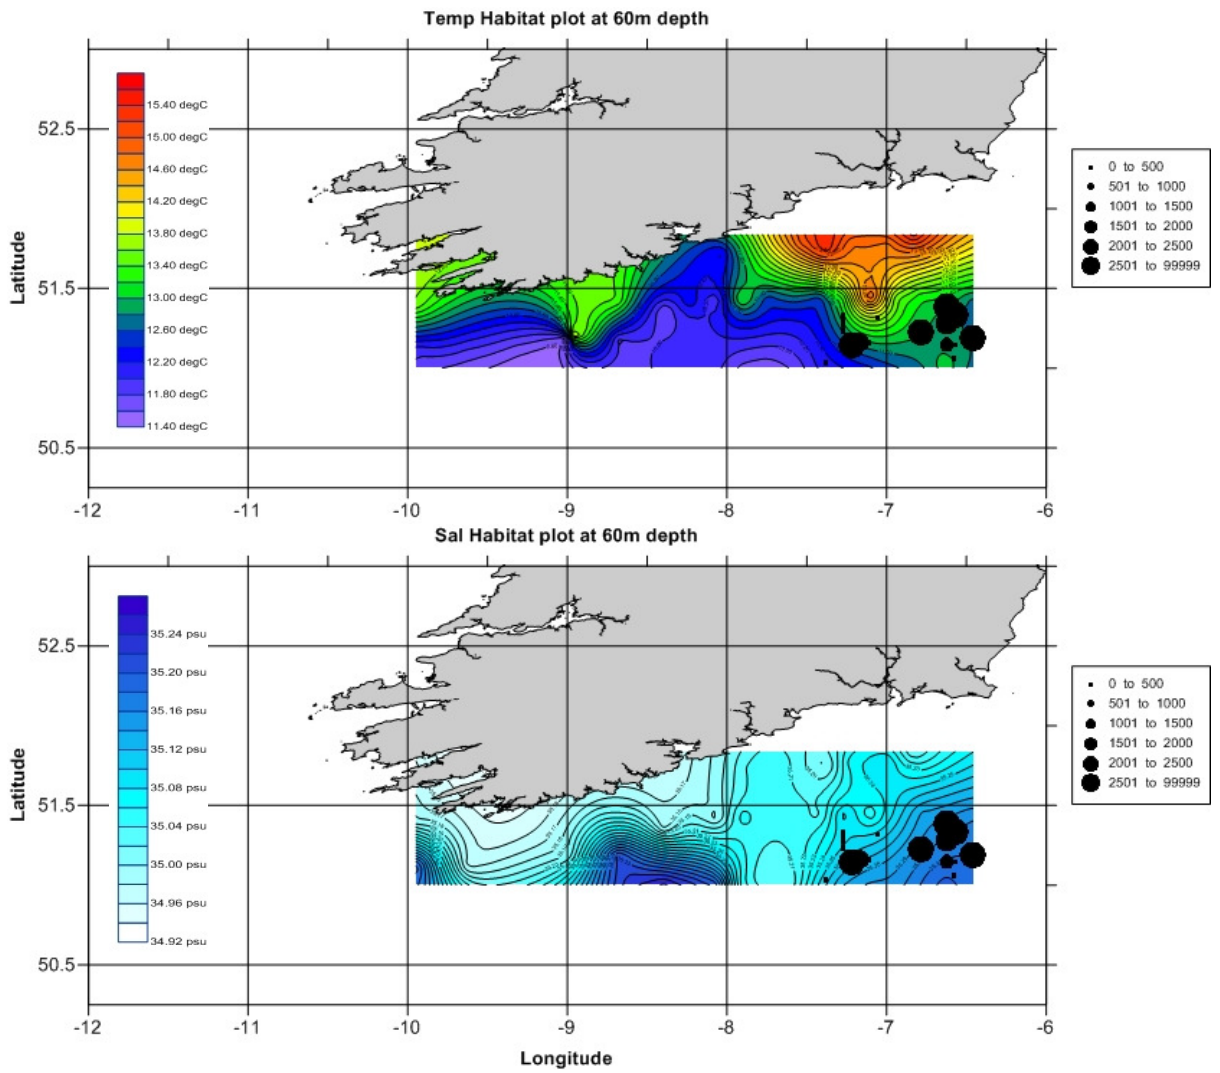 Temp Habitat plot at 60m depth
15.40 degC
15.00 degC
14.60 degC
14.20 degC
13.80 degC
13.40 degC
13.00 degC
12.60 degC
12.20 degC
11.80 degC
11.40 degC
52.5
51.5
50.5
Latitude
-12
-11
-10
-9
-8
-7
-6
0 to 500
501 to 1000
1001 to 1500
1501 to 2000
2001 to 2500
2501 to 99999
Sal Habitat plot at 60m depth
35.24 psu
35.20 psu
35.16 psu
35.12 psu
35.08 psu
35.04 psu
35.00 psu
34.96 psu
34.92 psu
52.5
51.5
50.5
Latitude
-12
-11
-10
-9
-8
-7
-6
Longitude
0 to 500
501 to 1000
1001 to 1500
1501 to 2000
2001 to 2500
2501 to 99999